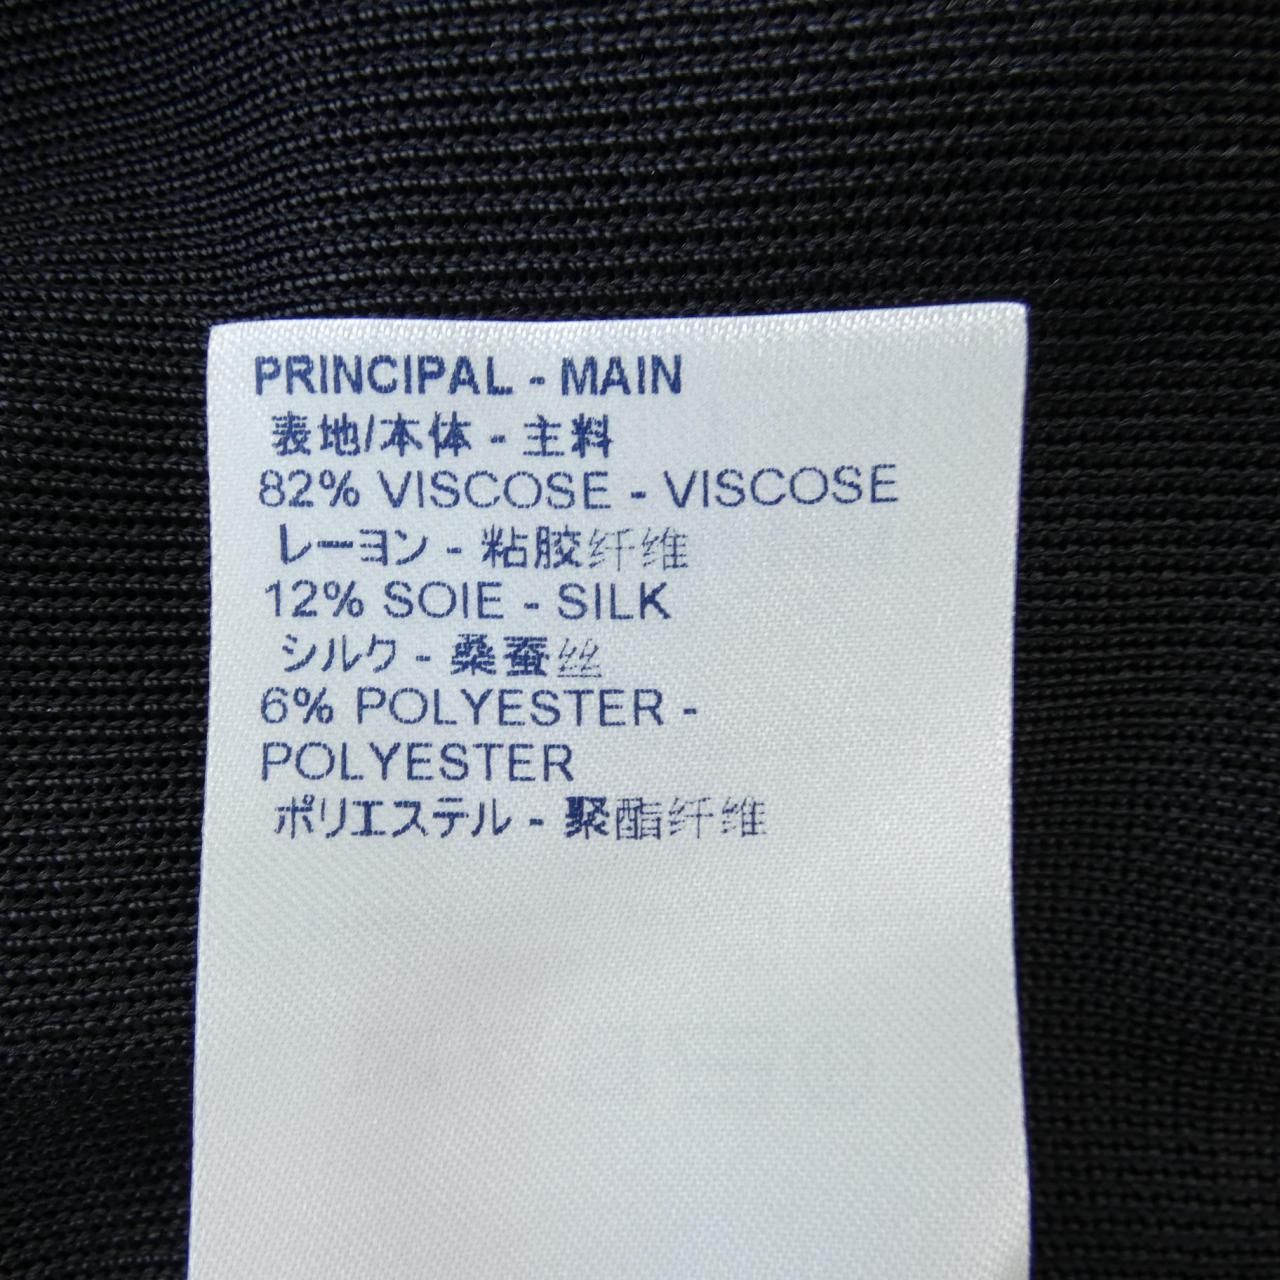 PRINCIPAL - MAIN
表地/本体 - 主料
82% VISCOSE - VISCOSE
レーヨン - 粘胶纤维
12% SOIE - SILK
シルク - 桑蚕丝
6% POLYESTER -
POLYESTER
ポリエステル - 聚酯纤维